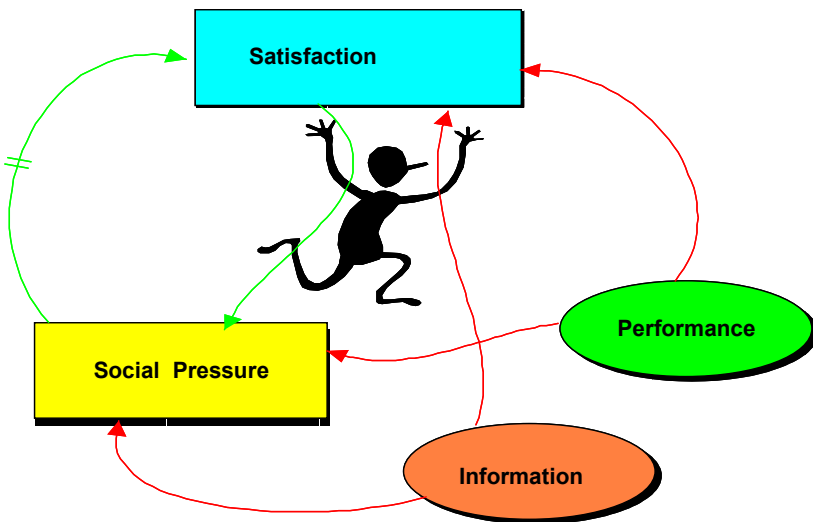 Satisfaction
Performance
Social Pressure
Information